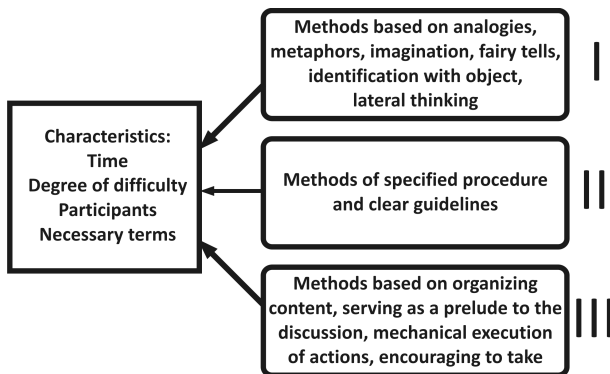 Methods based on analogies,
metaphors, imagination, fairy tells,
identification with object,
lateral thinking
I
Characteristics:
Time
Degree of difficulty
Participants
Necessary terms
Methods of specified procedure
and clear guidelines
II
Methods based on organizing
content, serving as a prelude to the
discussion, mechanical execution
of actions, encouraging to take
III